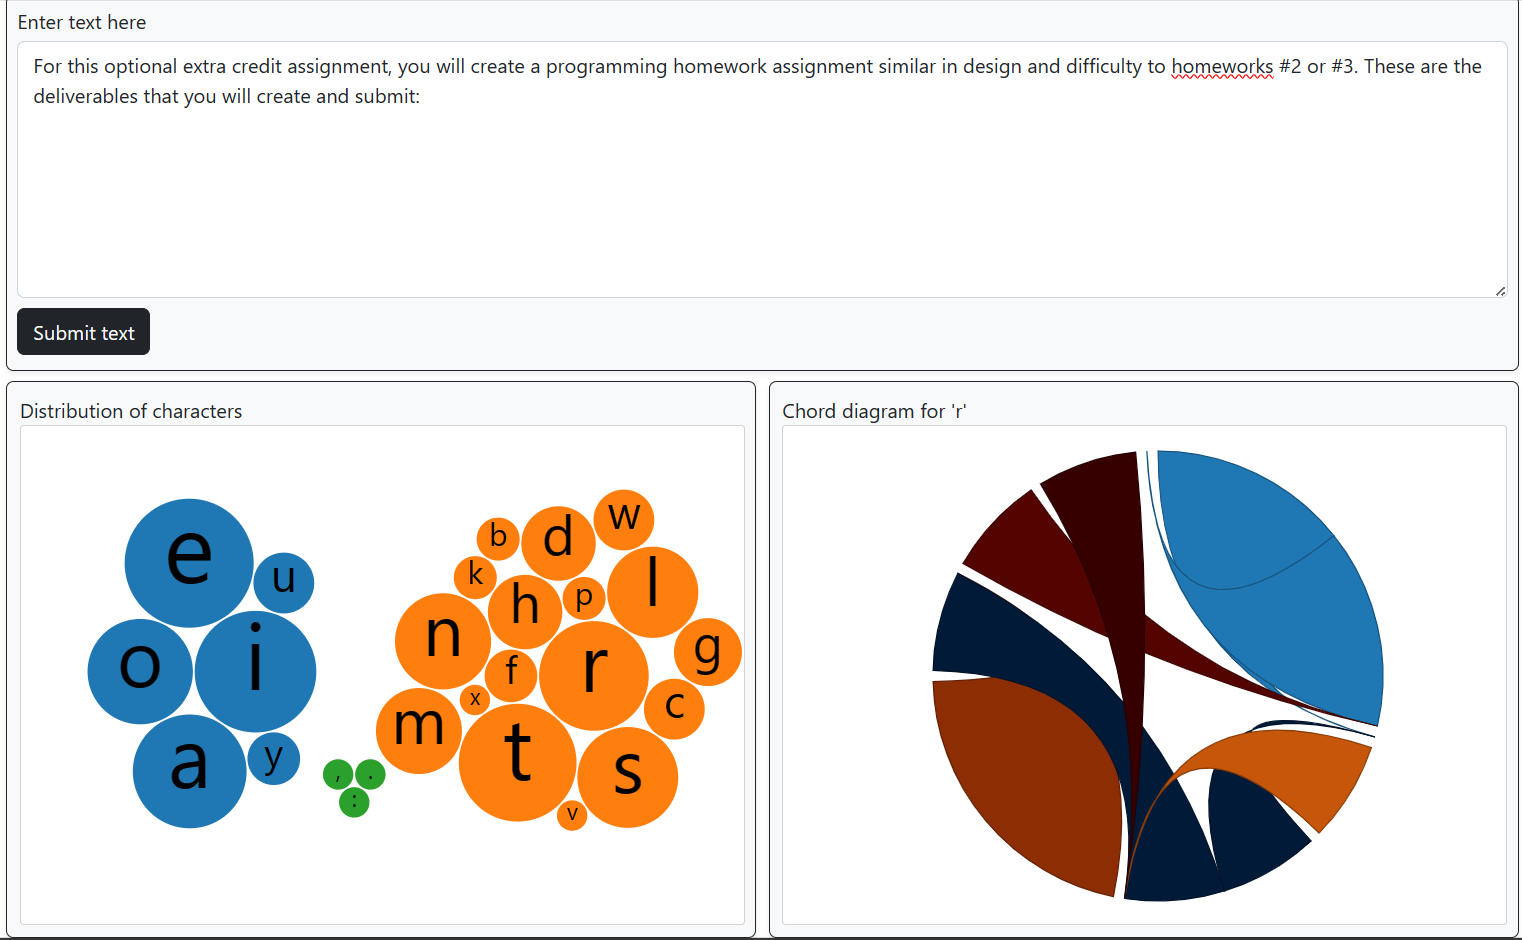 Enter text here
For this optional extra credit assignment, you will create a programming homework assignment similar in design and difficulty to homeworks #2 or #3. These are the
deliverables that you will create and submit:
Submit text
Distribution of characters
e
u
o
i
a
y
,
.
:
b
d
w
k
h
p
l
n
f
r
g
x
c
m
t
s
v
Chord diagram for 'r'